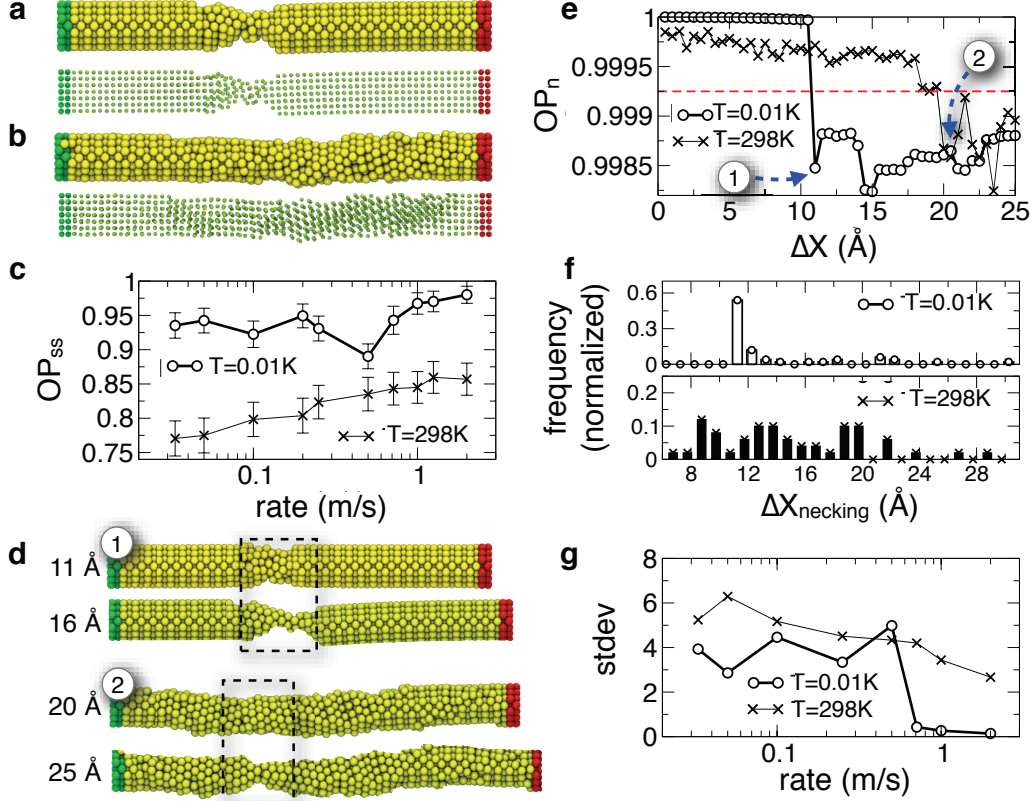 a
b
c
1
0.95
0.9
0.85
0.8
0.75
OPss
T=0.01K
T=298K
0.1
1
rate (m/s)
d
1
11 Å
16 Å
2
20 Å
25 Å
e
0.9995
0.999
0.9985
OPn
T=0.01K
T=298K
1
2
0
5
10
15
20
25
ΔX (Å)
f
frequency
(normalized)
0.6
0.3
0
T=0.01K
0.2
0.1
0
T=298K
8
12
16
20
24
28
ΔXnecking (Å)
g
8
6
4
2
0
stdev
T=0.01K
T=298K
0.1
1
rate (m/s)